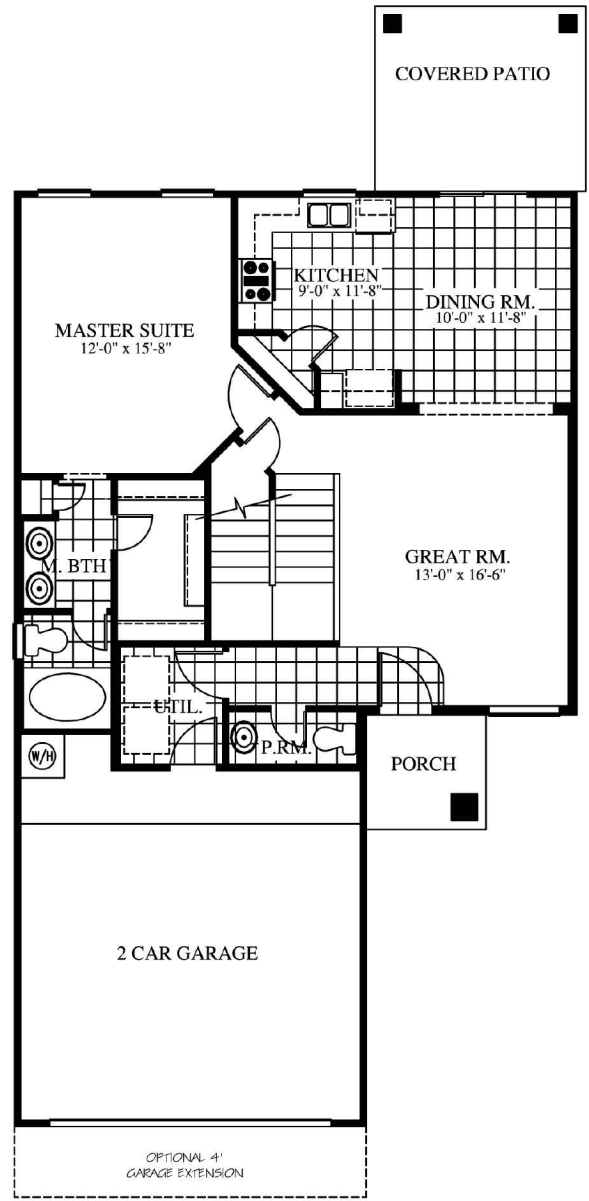 COVERED PATIO
KITCHEN
9'-0" x 11'-8"
DINING RM.
10'-0" x 11'-8"
MASTER SUITE
12'-0" x 15'-8"
GREAT RM.
13'-0" x 16'-6"
M. BTH
UTIL.
P.RM.
W/H
PORCH
2 CAR GARAGE
OPTIONAL 4'
GARAGE EXTENSION